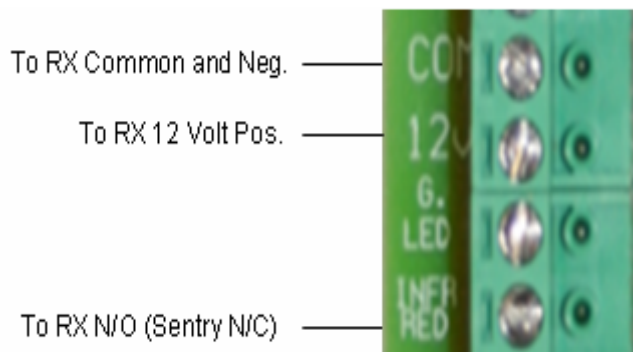 To RX Common and Neg.
COM
To RX 12 Volt Pos.
12v
G.
LED
INFR
RED
To RX N/O (Sentry N/C)